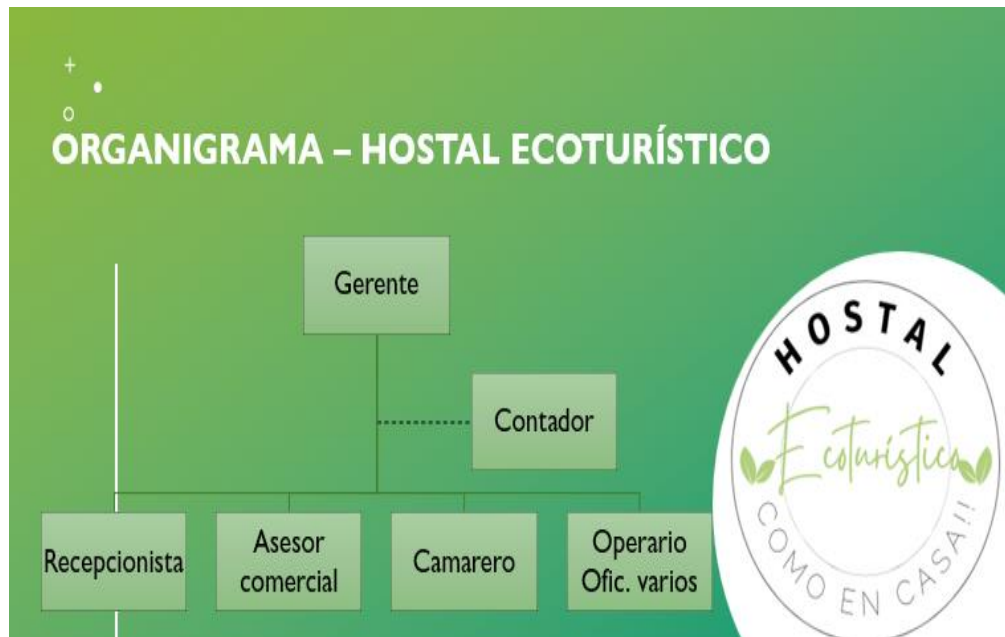 ORGANIGRAMA – HOSTAL ECOTURÍSTICO
Gerente
Contador
Recepcionista
Asesor
comercial
Camarero
Operario
Ofic. varios
HOSTAL
Ecoturístico
COMO EN CASA!!